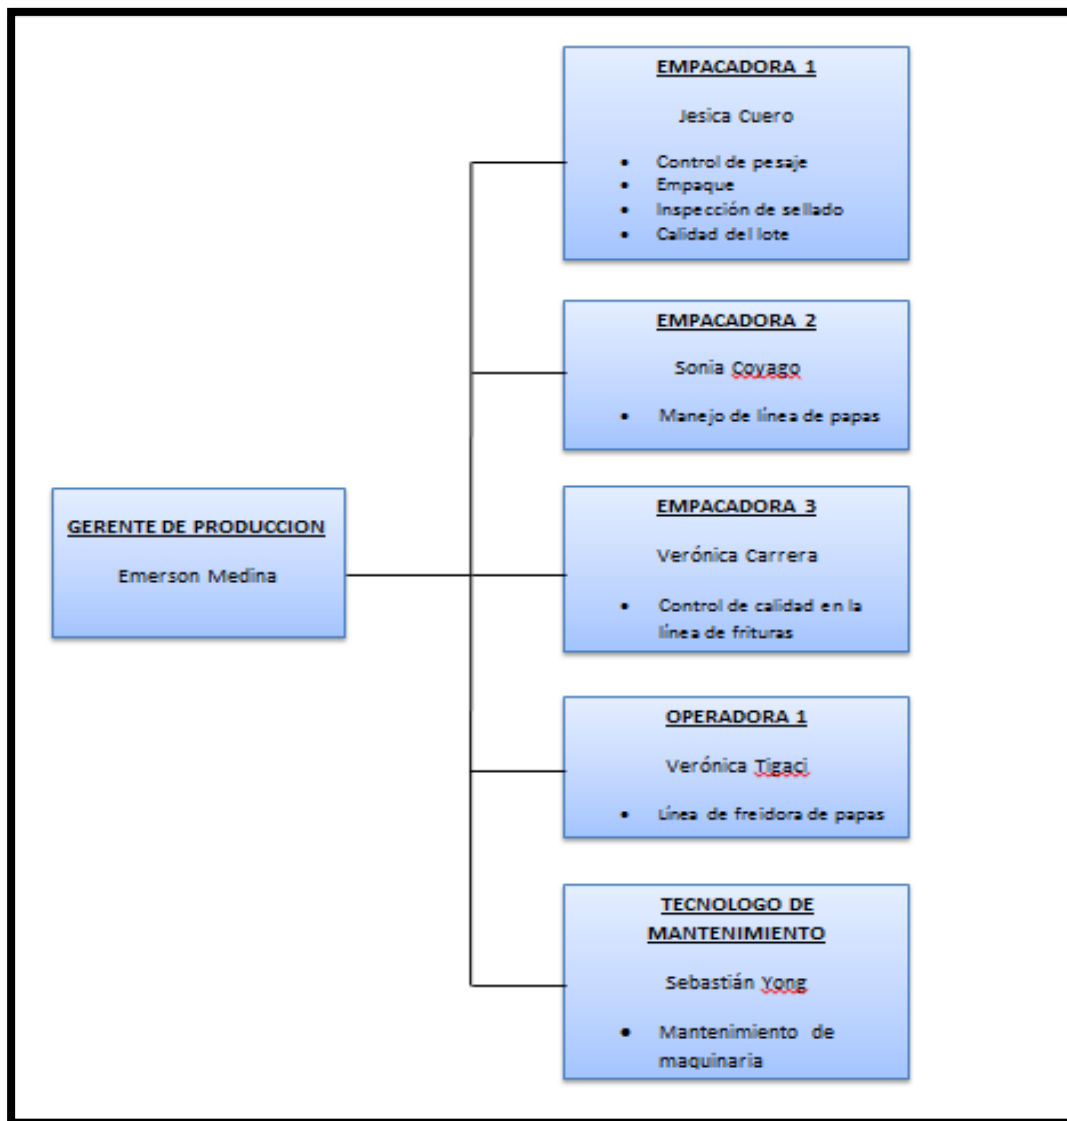 EMPACADORA 1
Jesica Cuero
• Control de pesaje
• Empaque
• Inspección de sellado
• Calidad del lote
EMPACADORA 2
Sonia Coyago
• Manejo de línea de papas
GERENTE DE PRODUCCION
Emerson Medina
EMPACADORA 3
Verónica Carrera
• Control de calidad en la
línea de frituras
OPERADORA 1
Verónica Tigaci
• Línea de freidora de papas
TECNOLOGO DE
MANTENIMIENTO
Sebastián Yong
• Mantenimiento de
maquinaria